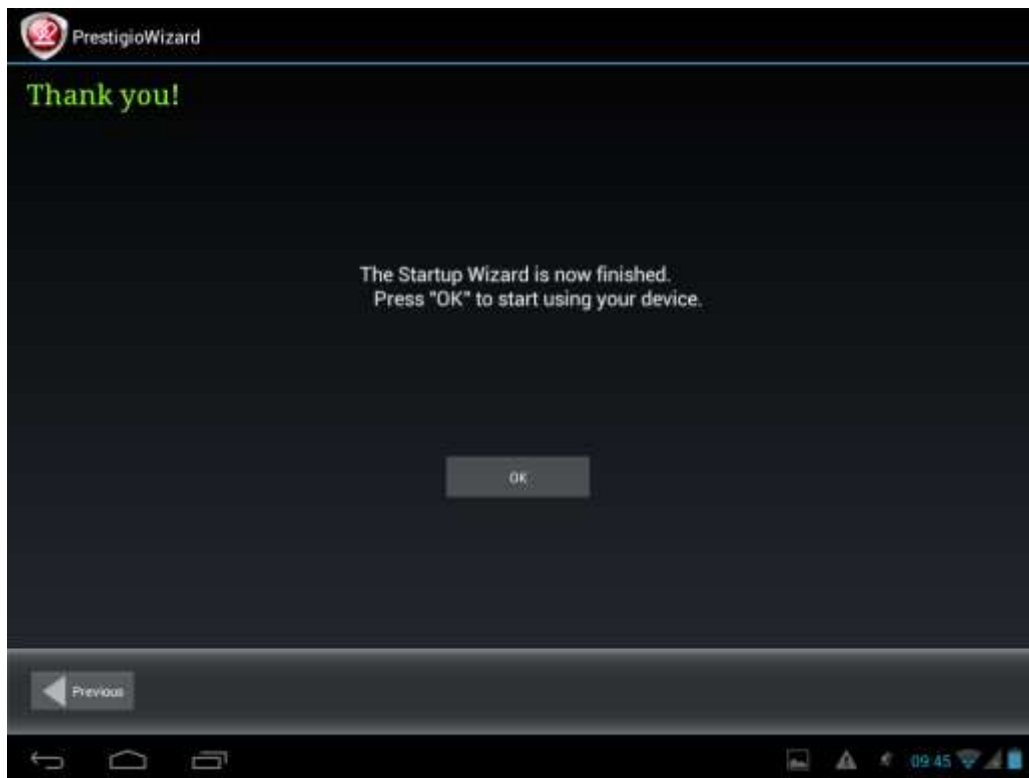 PrestigioWizard
Thank you!
The Startup Wizard is now finished.
Press "OK" to start using your device.
OK
Previous
09:45